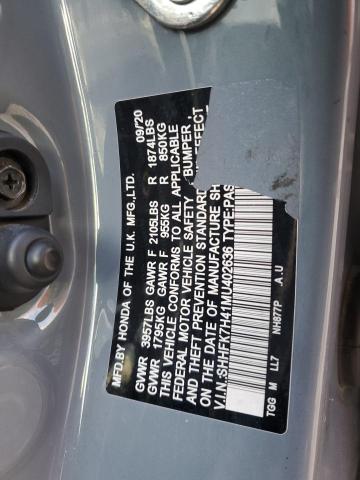 MFD.BY HONDA OF THE U.K. MFG.,LTD. 09/20
GVWR 3957LBS GAWR F 2105LBS R 1874LBS
GVWR 1795KG GAWR F 955KG R 850KG
THIS VEHICLE CONFORMS TO ALL APPLICABLE
FEDERAL MOTOR VEHICLE SAFETY BUMPER,
AND THEFT PREVENTION STANDARD EFFECT
ON THE DATE OF MANUFACTURE SH
V.I.N.:SHHFK7H41MU402636 TYPE:PAS
TGG M LL7 NH877P A.U